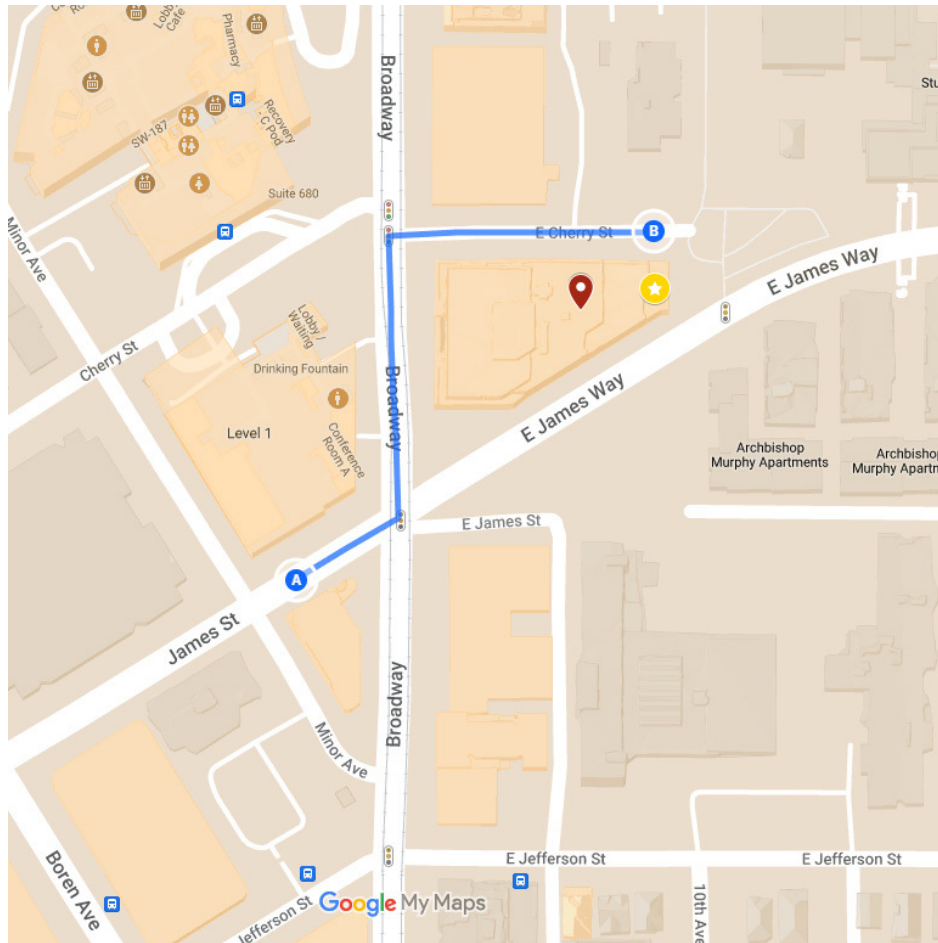 Lobby
Cafe
Pharmacy
Broadway
Stu
SW-187
Recovery
- C Pod
Suite 680
Minor Ave
E Cherry St
B
E James Way
Cherry St
Lobby /
Waiting
Drinking Fountain
Broadway
E James Way
Level 1
Conference
Room A
Archbishop
Murphy Apartments
Archbishop
Murphy Apartm
E James St
A
James St
Broadway
Minor Ave
E Jefferson St
E Jefferson St
Boren Ave
Jefferson St
Google My Maps
10th Ave